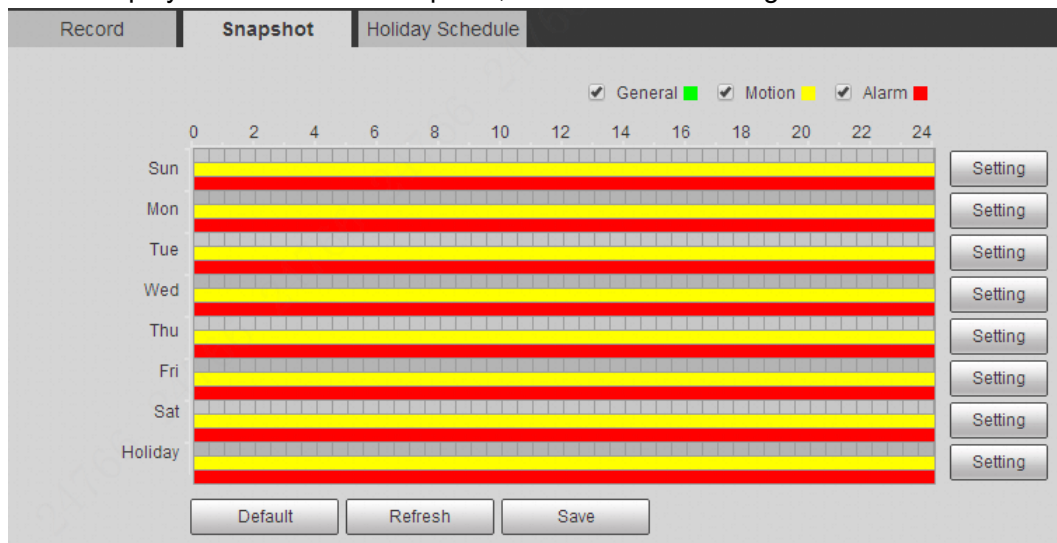 Record Snapshot Holiday Schedule
General Motion Alarm
0 2 4 6 8 10 12 14 16 18 20 22 24
Sun Setting
Mon Setting
Tue Setting
Wed Setting
Thu Setting
Fri Setting
Sat Setting
Holiday Setting
Default Refresh Save